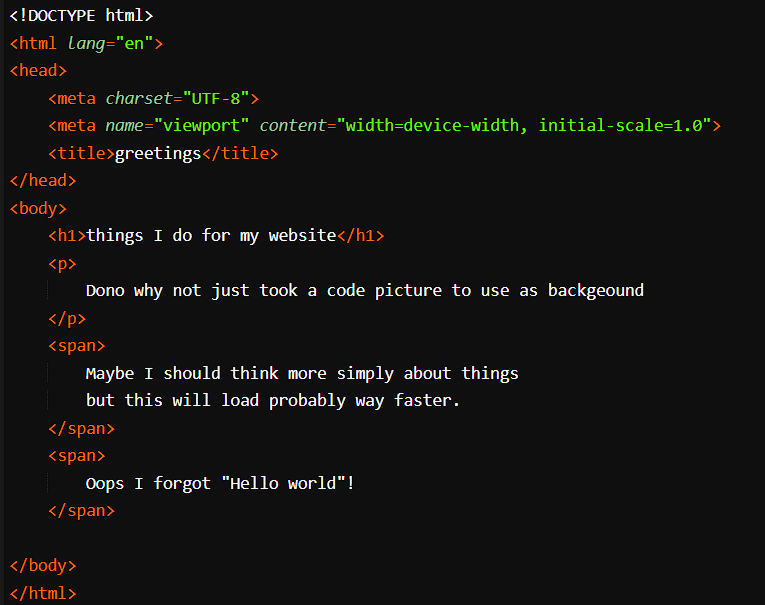 <!DOCTYPE html>
<html lang="en">
<head>
<meta charset="UTF-8">
<meta name="viewport" content="width=device-width, initial-scale=1.0">
<title>greetings</title>
</head>
<body>
<h1>things I do for my website</h1>
<p>
Dono why not just took a code picture to use as backgeound
</p>
<span>
Maybe I should think more simply about things
but this will load probably way faster.
</span>
<span>
Oops I forgot "Hello world"!
</span>
</body>
</html>